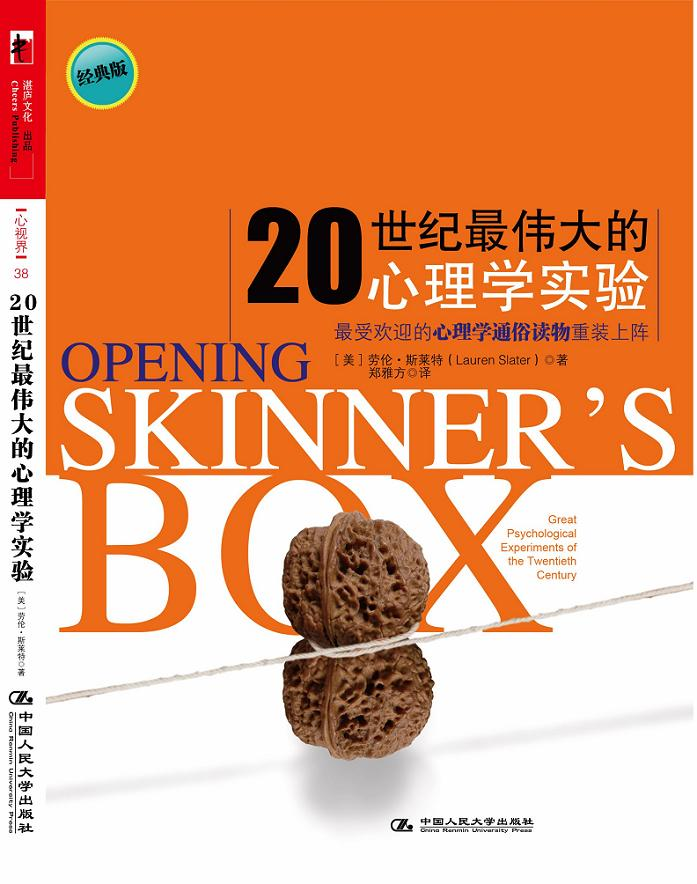 湛庐文化 出品
Cheers Publishing
心视界
38
20世纪最伟大的心理学实验
[美]劳伦·斯莱特◎著
中国人民大学出版社
China Renmin University Press
经典版
20世纪最伟大的
心理学实验
最受欢迎的心理学通俗读物重装上阵
[美]劳伦·斯莱特(Lauren Slater)◎著
郑雅方◎译
OPENING
SKINNER'S
BOX
Great
Psychological
Experiments of
the Twentieth
Century
中国人民大学出版社
China Renmin University Press